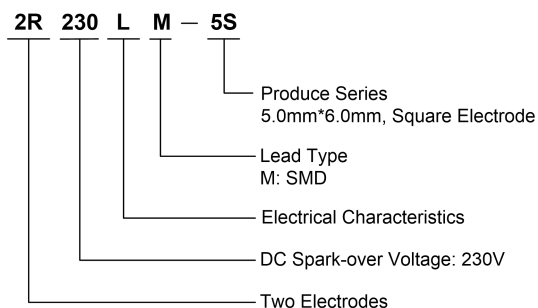 2R 230 L M — 5S
Produce Series
5.0mm*6.0mm, Square Electrode
Lead Type
M: SMD
Electrical Characteristics
DC Spark-over Voltage: 230V
Two Electrodes